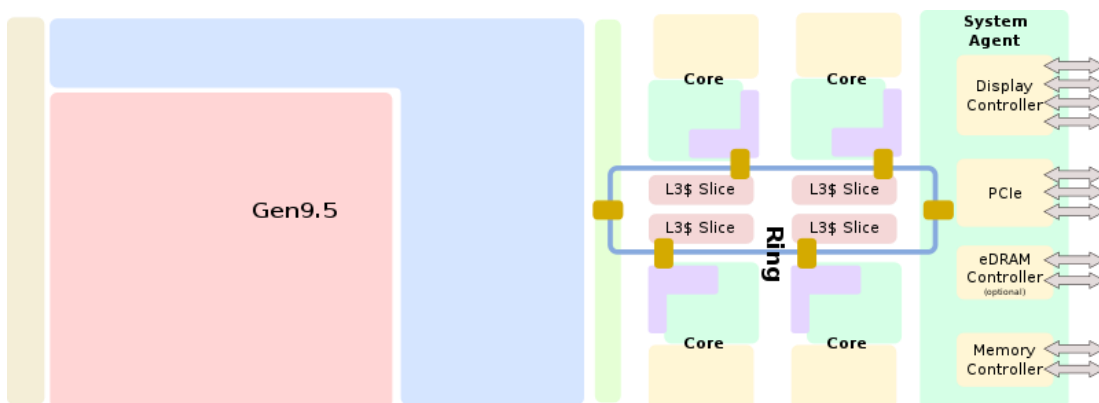 System
Agent
Core
Core
Display
Controller
L3$ Slice
L3$ Slice
PCIe
Gen9.5
L3$ Slice
L3$ Slice
Ring
eDRAM
Controller
(optional)
Core
Core
Memory
Controller